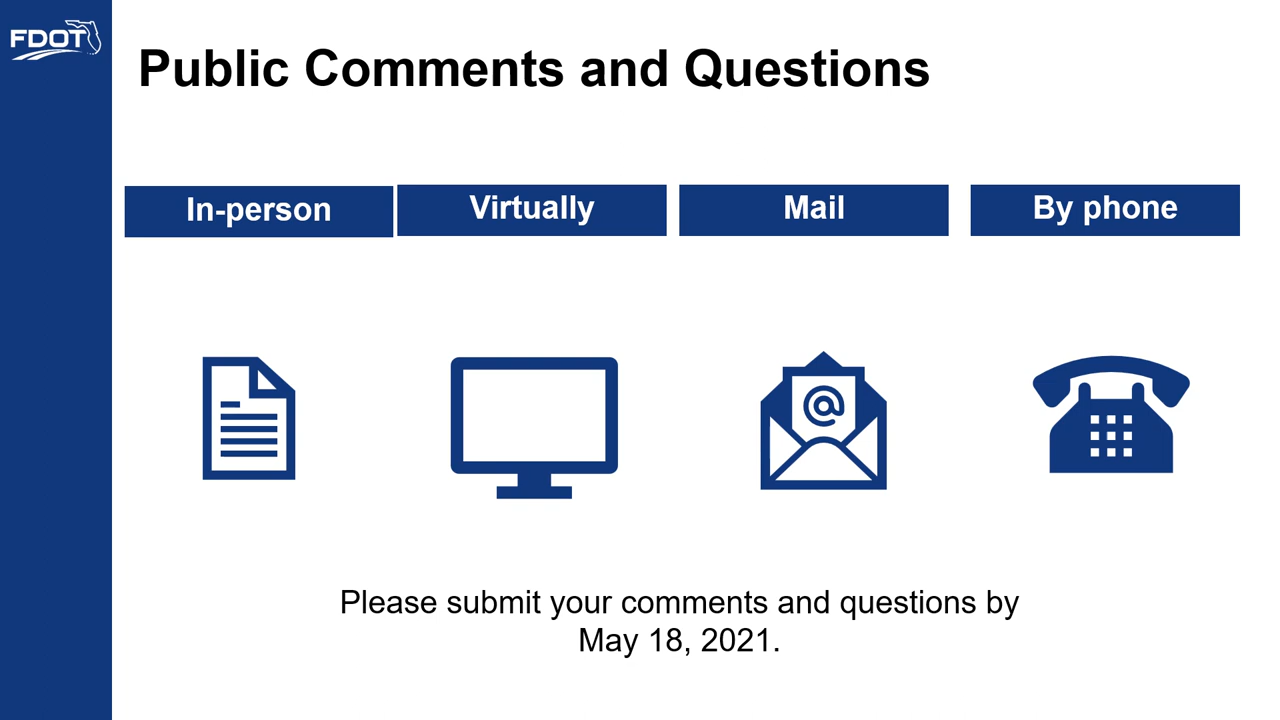 FDOT
Public Comments and Questions
In-person
Virtually
Mail
By phone
@
Please submit your comments and questions by
May 18, 2021.